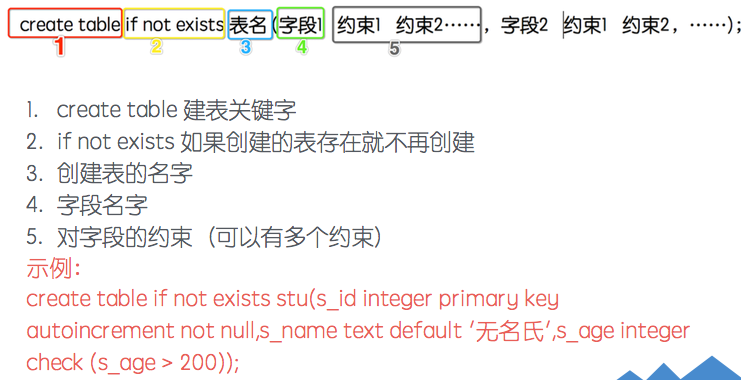 create table if not exists 表名(字段1 约束1 约束2……，字段2 约束1 约束2，……);
1 2 3 4 5
1. create table 建表关键字
2. if not exists 如果创建的表存在就不再创建
3. 创建表的名字
4. 字段名字
5. 对字段的约束（可以有多个约束）
示例：
create table if not exists stu(s_id integer primary key
autoincrement not null,s_name text default '无名氏',s_age integer
check (s_age > 200));